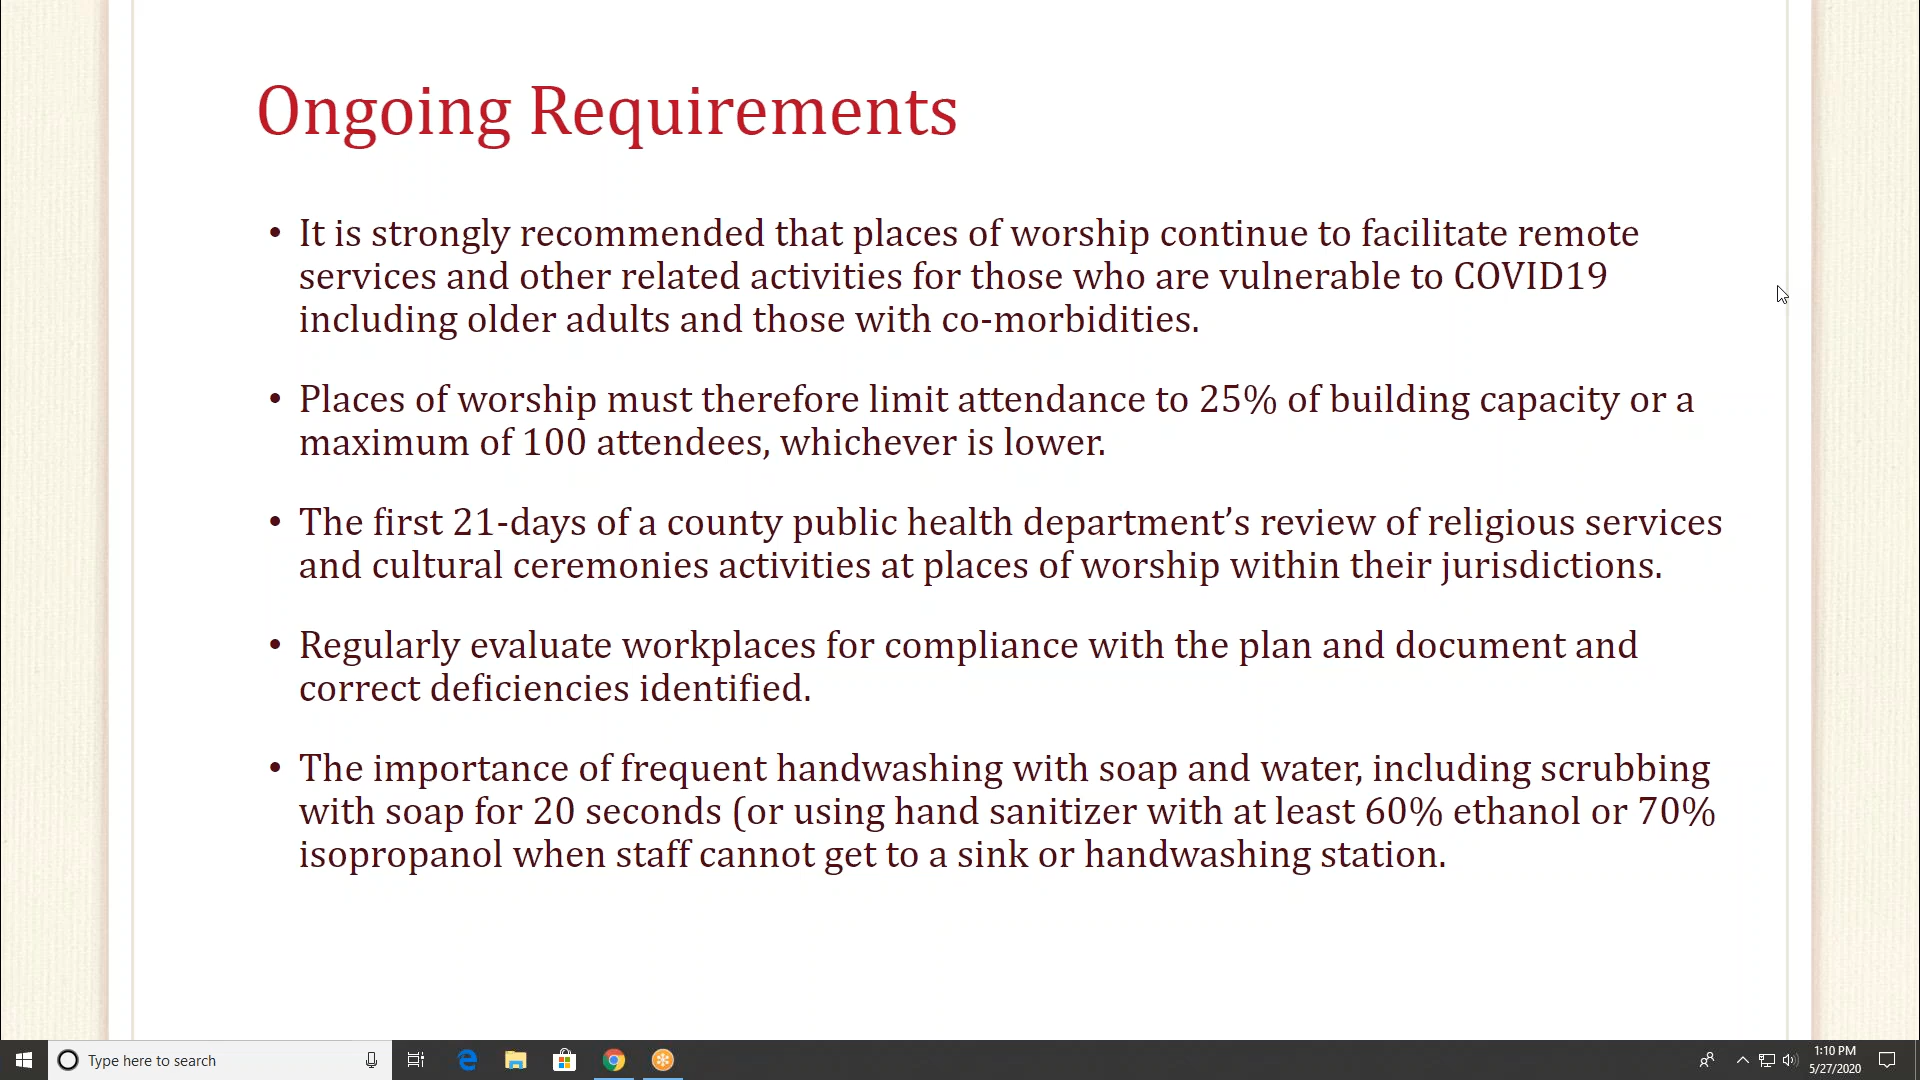 Ongoing Requirements
• It is strongly recommended that places of worship continue to facilitate remote
services and other related activities for those who are vulnerable to COVID19
including older adults and those with co-morbidities.
• Places of worship must therefore limit attendance to 25% of building capacity or a
maximum of 100 attendees, whichever is lower.
• The first 21-days of a county public health department’s review of religious services
and cultural ceremonies activities at places of worship within their jurisdictions.
• Regularly evaluate workplaces for compliance with the plan and document and
correct deficiencies identified.
• The importance of frequent handwashing with soap and water, including scrubbing
with soap for 20 seconds (or using hand sanitizer with at least 60% ethanol or 70%
isopropanol when staff cannot get to a sink or handwashing station.
Type here to search
1:10 PM
5/27/2020